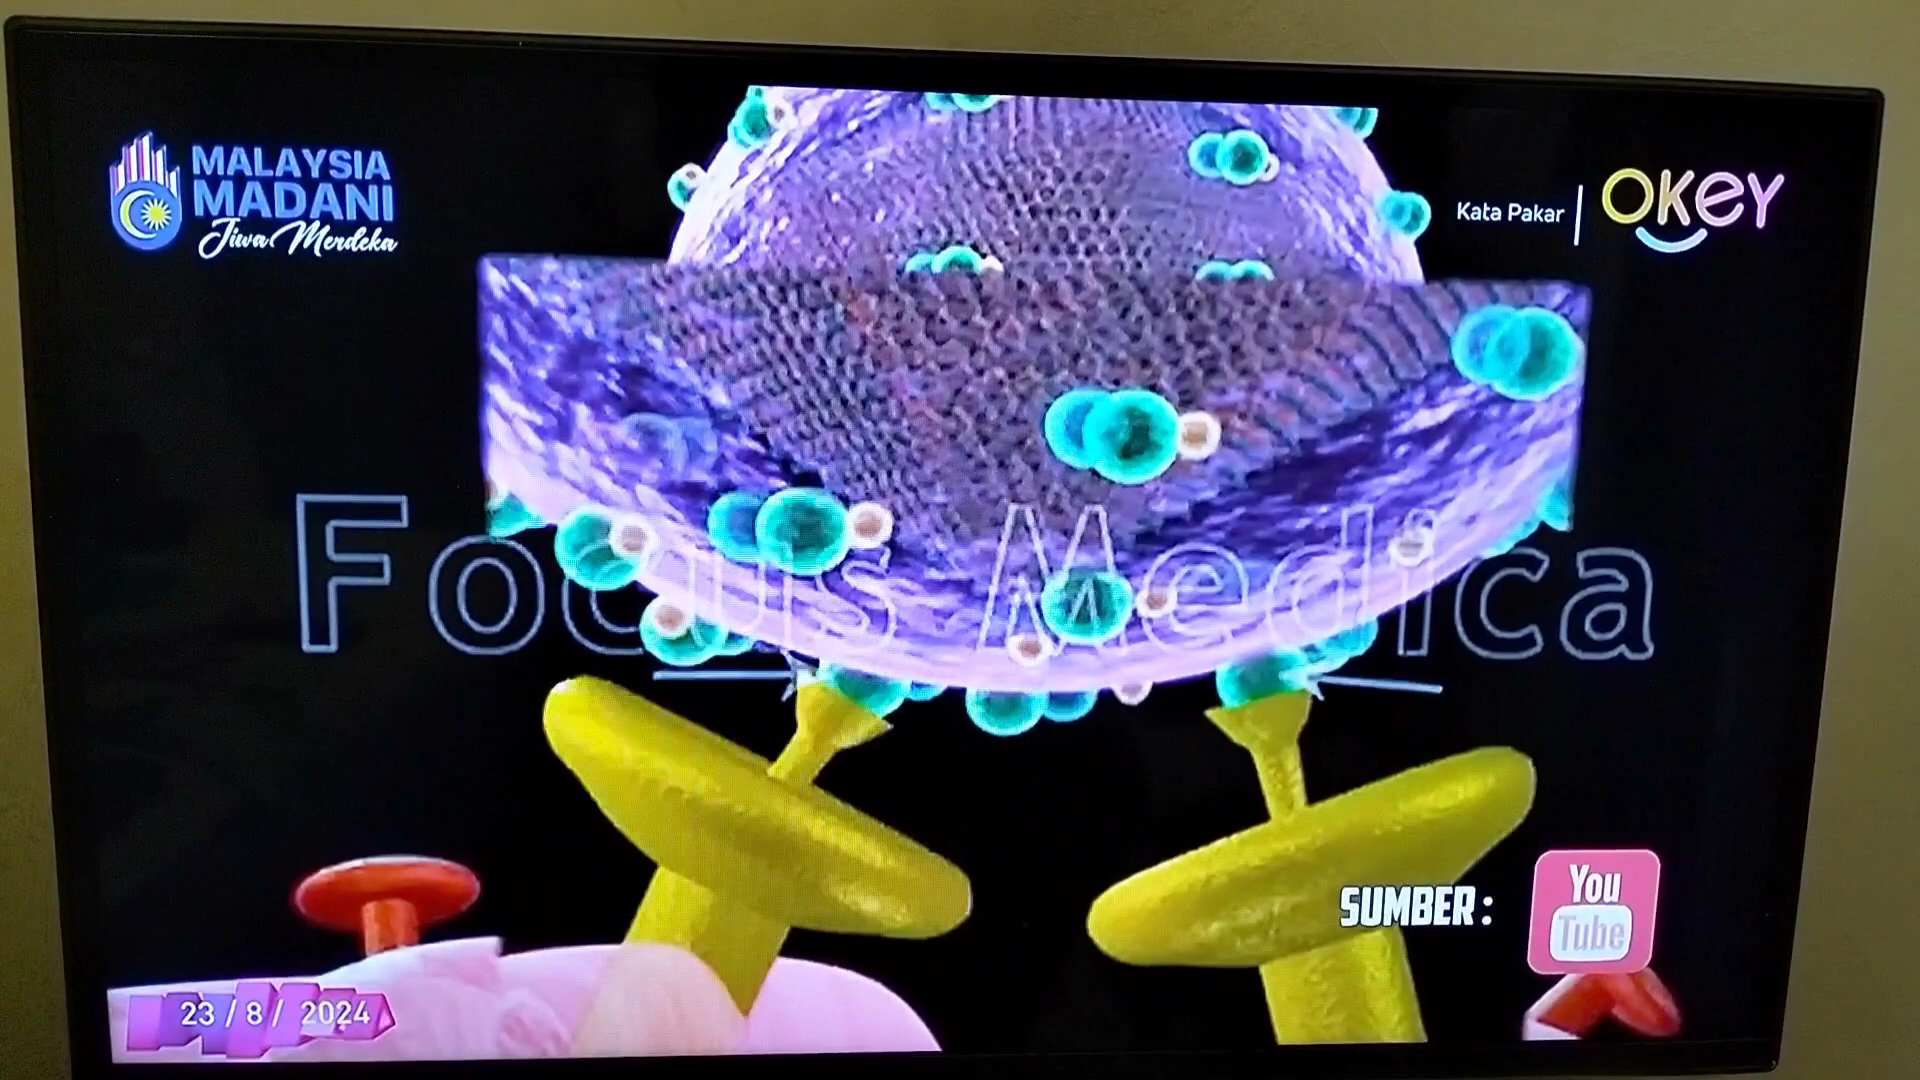 MALAYSIA
MADANI
Jiwa Merdeka
Kata Pakar
OKEY
Focus Medica
SUMBER :
You
Tube
23 / 8 / 2024